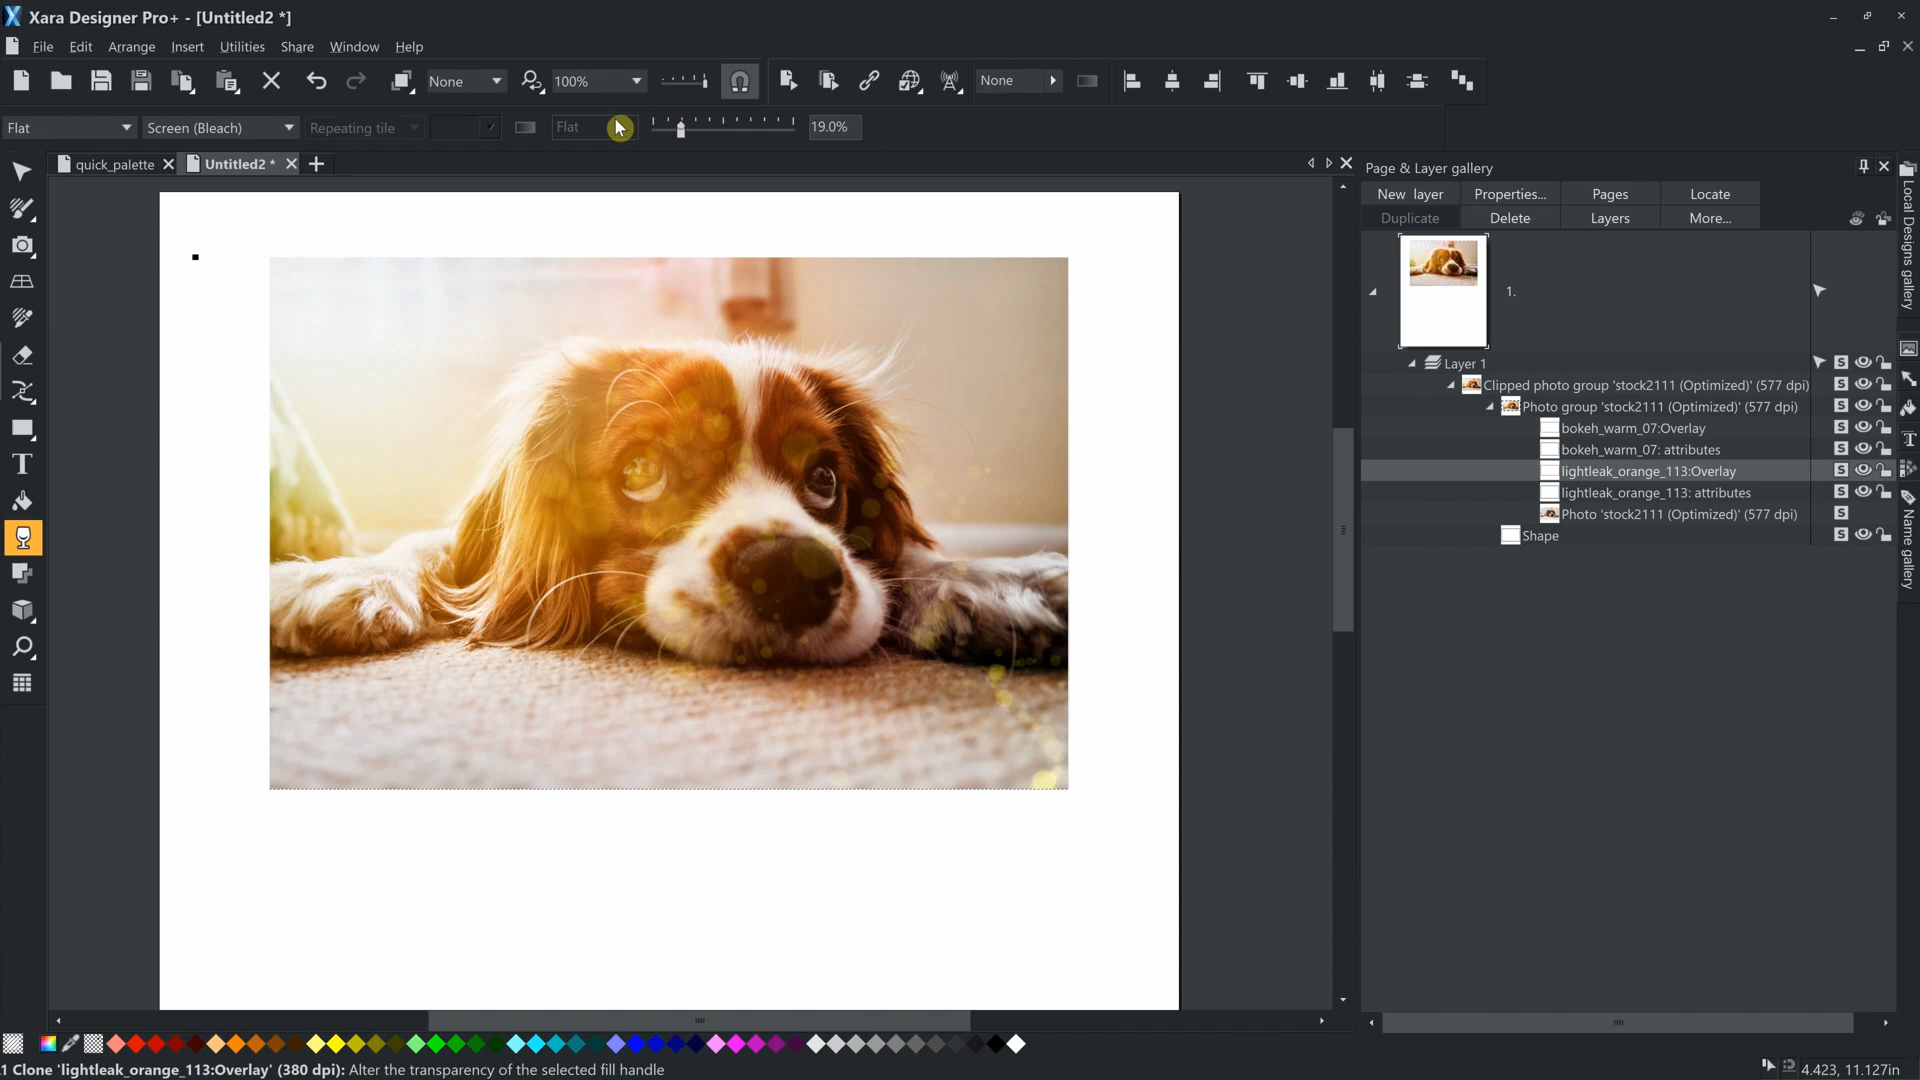 Xara Designer Pro+ - [Untitled2 *]
File Edit Arrange Insert Utilities Share Window Help
None 100% None
Flat Screen (Bleach) Repeating tile Flat 19.0%
quick_palette Untitled2 *
Page & Layer gallery
New layer Properties... Pages Locate
Duplicate Delete Layers More...
1.
Layer 1
Clipped photo group 'stock2111 (Optimized)' (577 dpi)
Photo group 'stock2111 (Optimized)' (577 dpi)
bokeh_warm_07:Overlay
bokeh_warm_07: attributes
lightleak_orange_113:Overlay
lightleak_orange_113: attributes
Photo 'stock2111 (Optimized)' (577 dpi)
Shape
Local Designs gallery
Name gallery
1 Clone 'lightleak_orange_113:Overlay' (380 dpi): Alter the transparency of the selected fill handle
4.423, 11.127in